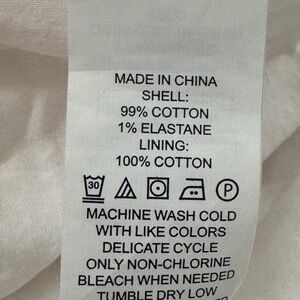 MADE IN CHINA
SHELL:
99% COTTON
1% ELASTANE
LINING:
100% COTTON
30 P
MACHINE WASH COLD
WITH LIKE COLORS
DELICATE CYCLE
ONLY NON-CHLORINE
BLEACH WHEN NEEDED
TUMBLE DRY LOW